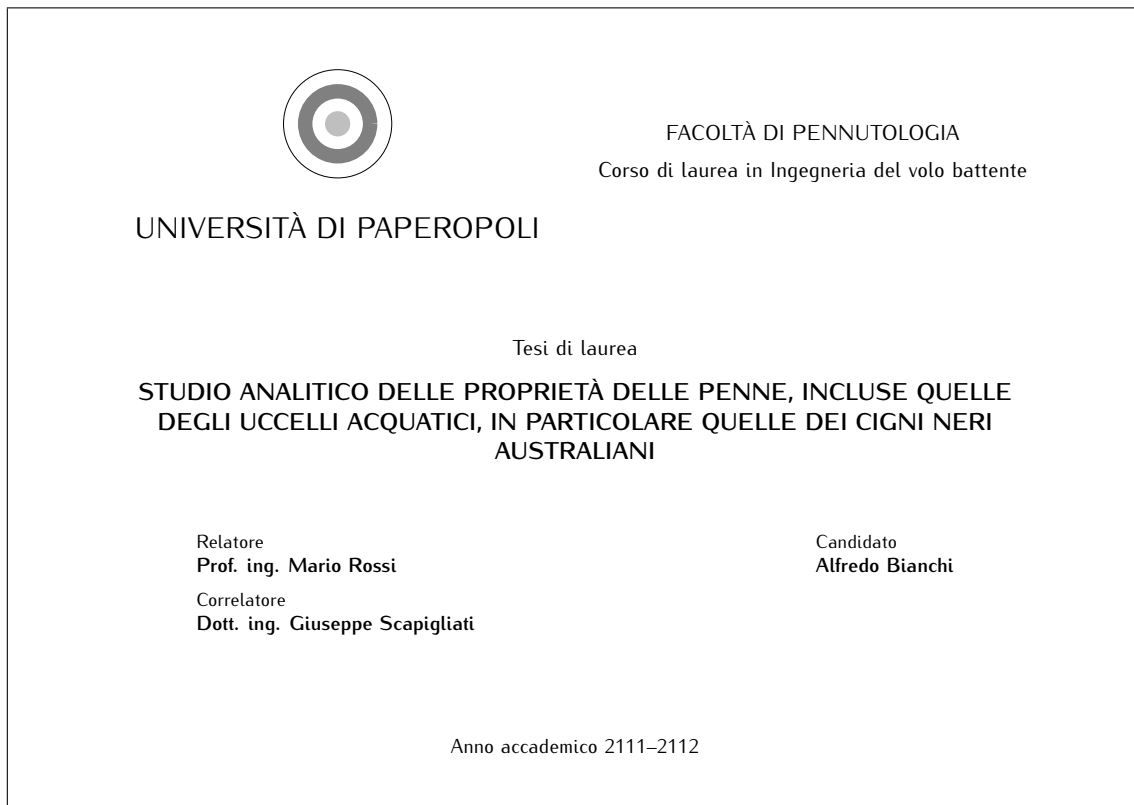 UNIVERSITÀ DI PAPEROPOLI
FACOLTÀ DI PENNUTOLOGIA
Corso di laurea in Ingegneria del volo battente
Tesi di laurea
STUDIO ANALITICO DELLE PROPRIETÀ DELLE PENNE, INCLUSE QUELLE
DEGLI UCCELLI ACQUATICI, IN PARTICOLARE QUELLE DEI CIGNI NERI
AUSTRALIANI
Relatore
Prof. ing. Mario Rossi
Correlatore
Dott. ing. Giuseppe Scapigliati
Candidato
Alfredo Bianchi
Anno accademico 2111–2112